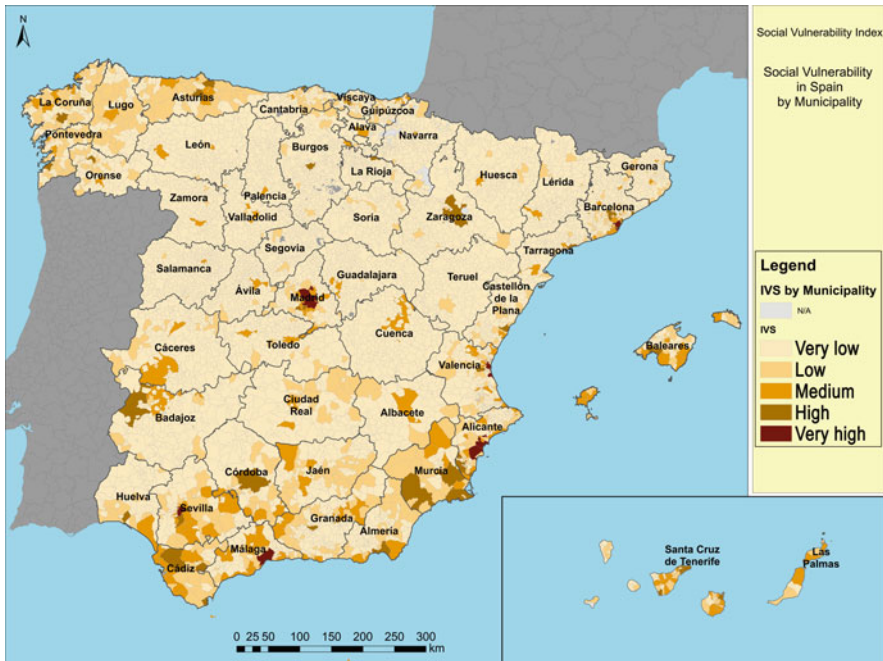 N
Social Vulnerability Index
Social Vulnerability
in Spain
by Municipality
Legend
IVS by Municipality
N/A
IVS
Very low
Low
Medium
High
Very high
La Coruña
Lugo
Asturias
Cantabria
Viscaya
Guipúzcoa
Alava
Navarra
Pontevedra
Orense
León
Burgos
La Rioja
Huesca
Lérida
Gerona
Barcelona
Zamora
Palencia
Valladolid
Soria
Zaragoza
Tarragona
Segovia
Salamanca
Ávila
Madrid
Guadalajara
Teruel
Castellón
de la
Plana
Cáceres
Toledo
Cuenca
Valencia
Baleares
Badajoz
Ciudad
Real
Albacete
Alicante
Córdoba
Jaén
Murcia
Huelva
Sevilla
Granada
Almería
Málaga
Cádiz
Santa Cruz
de Tenerife
Las
Palmas
0 25 50 100 150 200 250 300
km